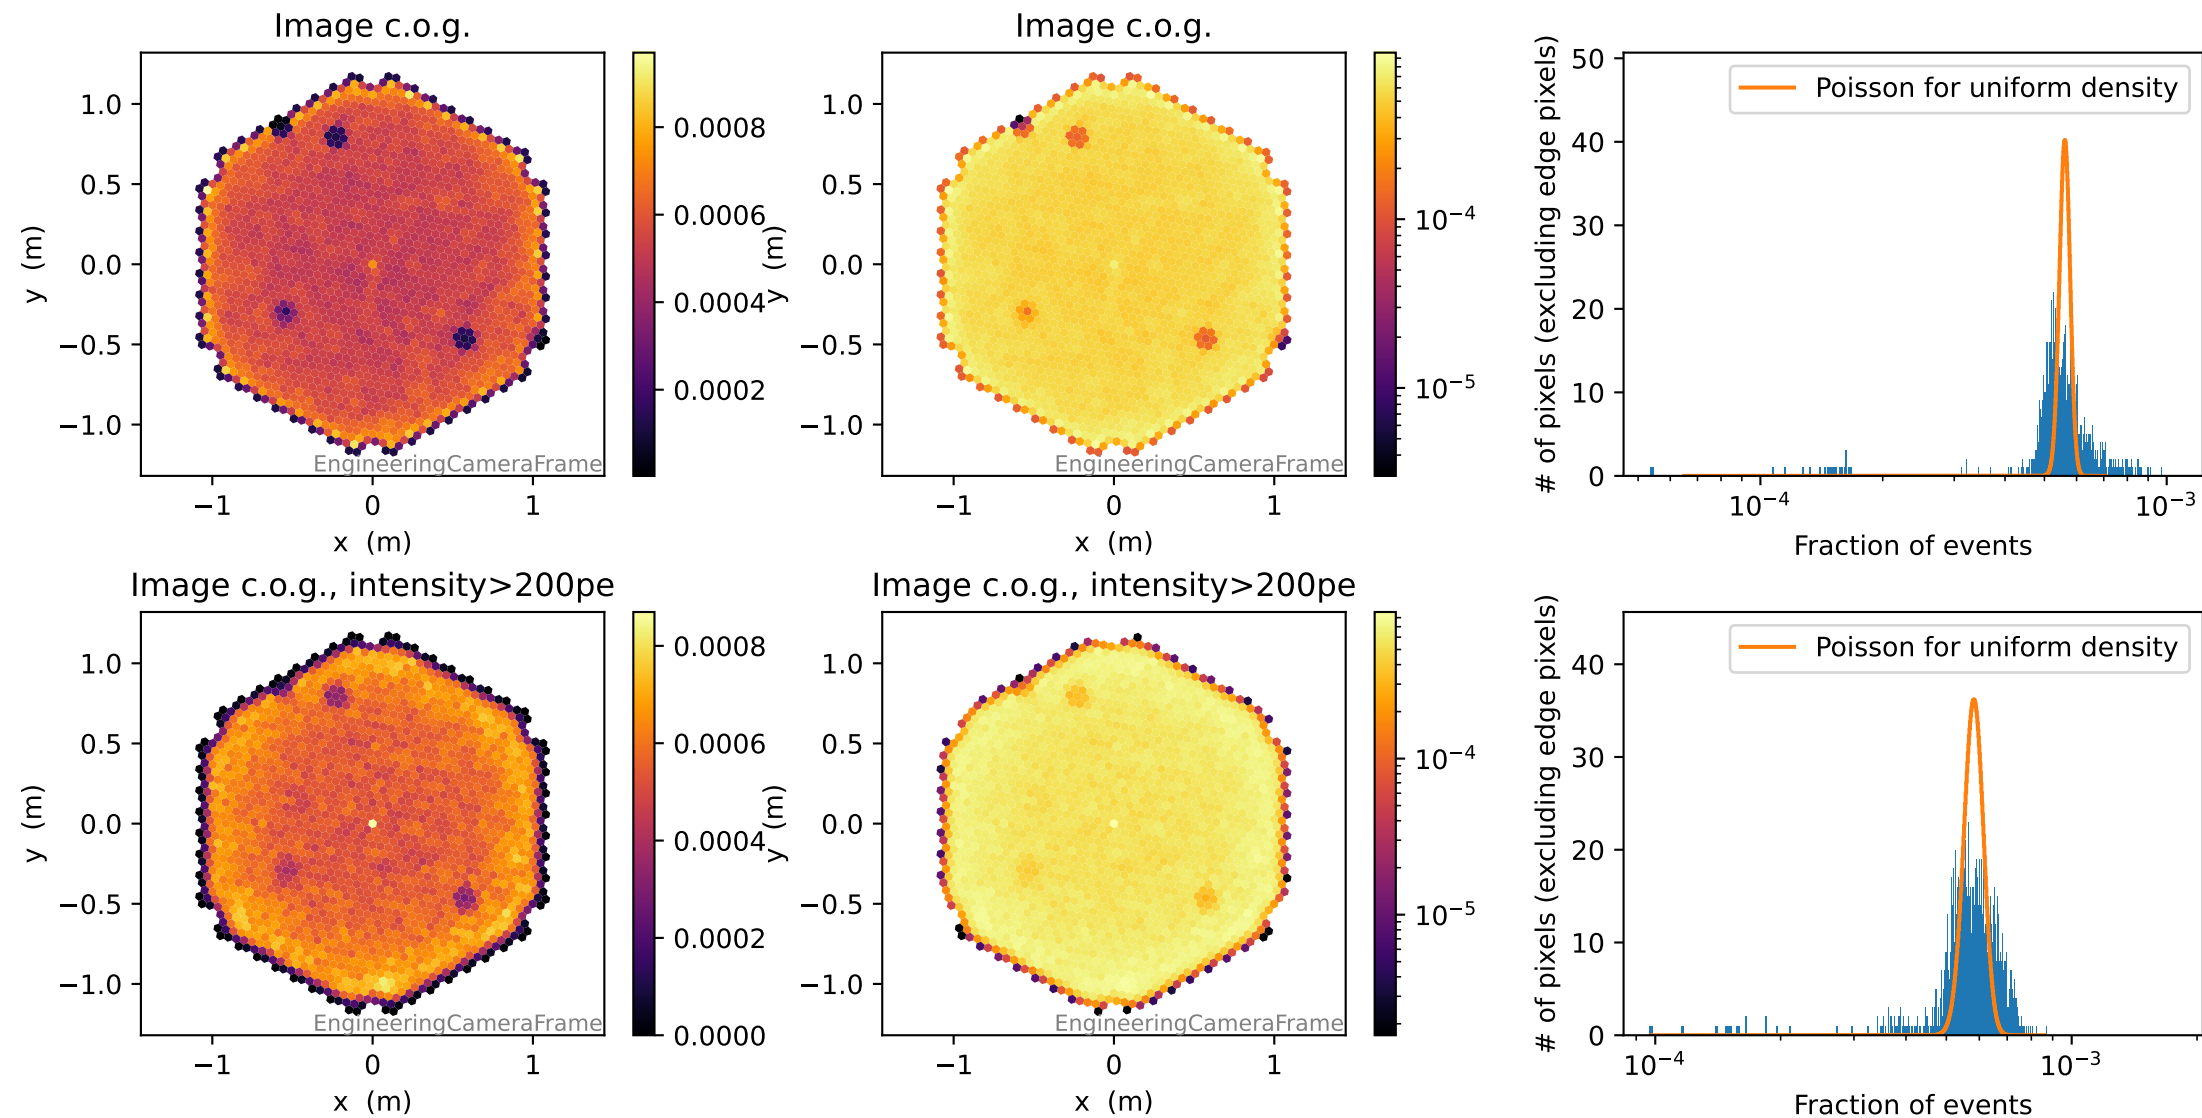 Image c.o.g.
1.0
0.5
0.0
−0.5
−1.0
y (m)
−1
0
1
x (m)
EngineeringCameraFrame
0.0008
0.0006
0.0004
0.0002
Image c.o.g.
1.0
0.5
0.0
−0.5
−1.0
y (m)
−1
0
1
x (m)
EngineeringCameraFrame
10⁻⁴
10⁻⁵
Poisson for uniform density
50
40
30
20
10
0
# of pixels (excluding edge pixels)
10⁻⁴
10⁻³
Fraction of events
Image c.o.g., intensity>200pe
1.0
0.5
0.0
−0.5
−1.0
y (m)
−1
0
1
x (m)
EngineeringCameraFrame
0.0008
0.0006
0.0004
0.0002
0.0000
Image c.o.g., intensity>200pe
1.0
0.5
0.0
−0.5
−1.0
y (m)
−1
0
1
x (m)
EngineeringCameraFrame
10⁻⁴
10⁻⁵
Poisson for uniform density
40
30
20
10
0
# of pixels (excluding edge pixels)
10⁻⁴
10⁻³
Fraction of events